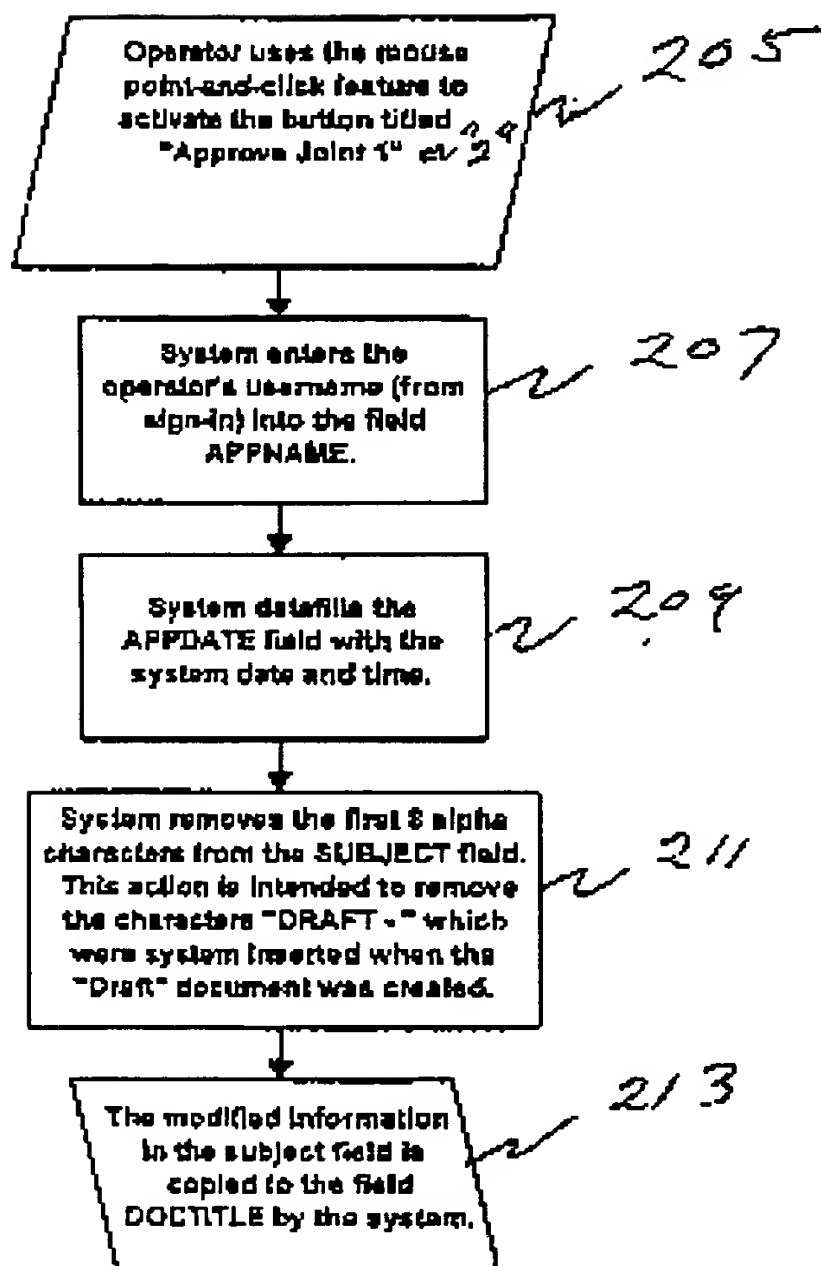 Operator uses the mouse
point-and-click feature to
activate the button titled
"Approve Joint 1"
205
System enters the
operator's username (from
sign-in) into the field
APPNAME.
207
System datafills the
APPDATE field with the
system date and time.
209
System removes the first 8 alpha
characters from the SUBJECT field.
This action is intended to remove
the characters "DRAFT -" which
were system inserted when the
"Draft" document was created.
211
The modified information
in the subject field is
copied to the field
DOCTITLE by the system.
213